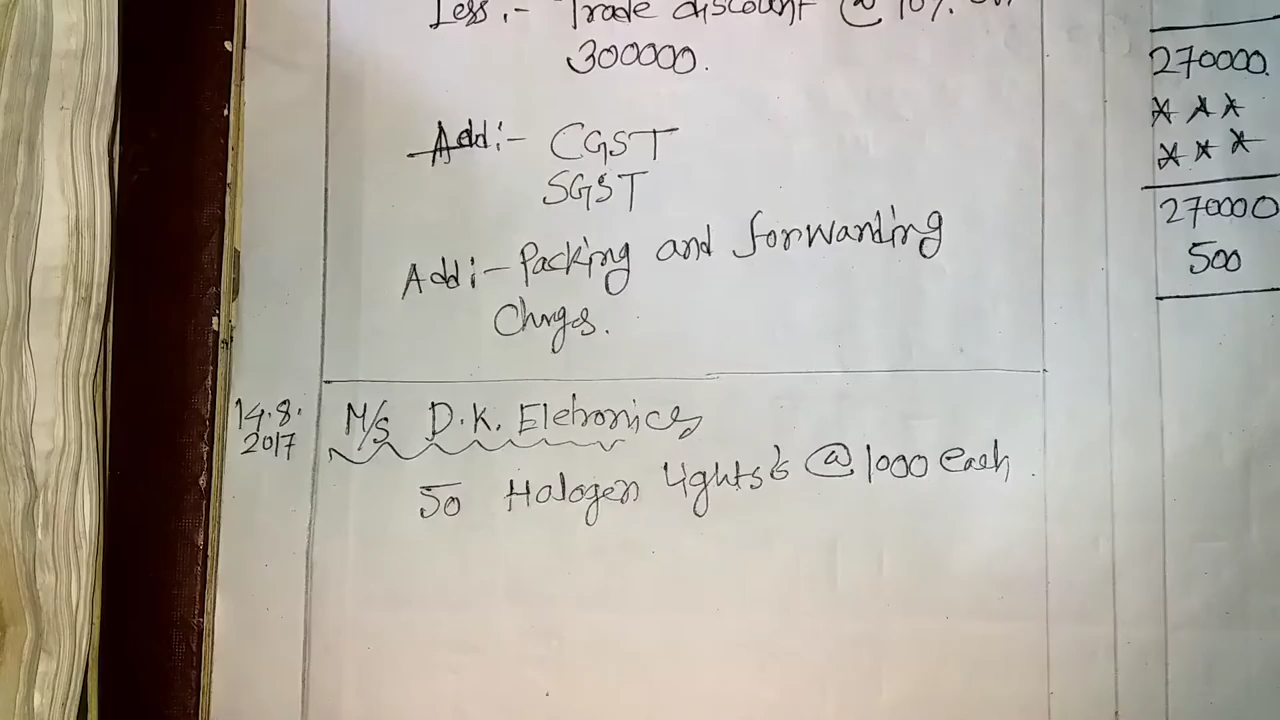 Less :- Trade discount @ 10% on
300000.
270000.
Add:- CGST
***
SGST
***
270000
Add:- Packing and forwarding
500
Charges.
14.8.
2017
M/S D.K. Eletronics
50 Halogen lights @ 1000 each.